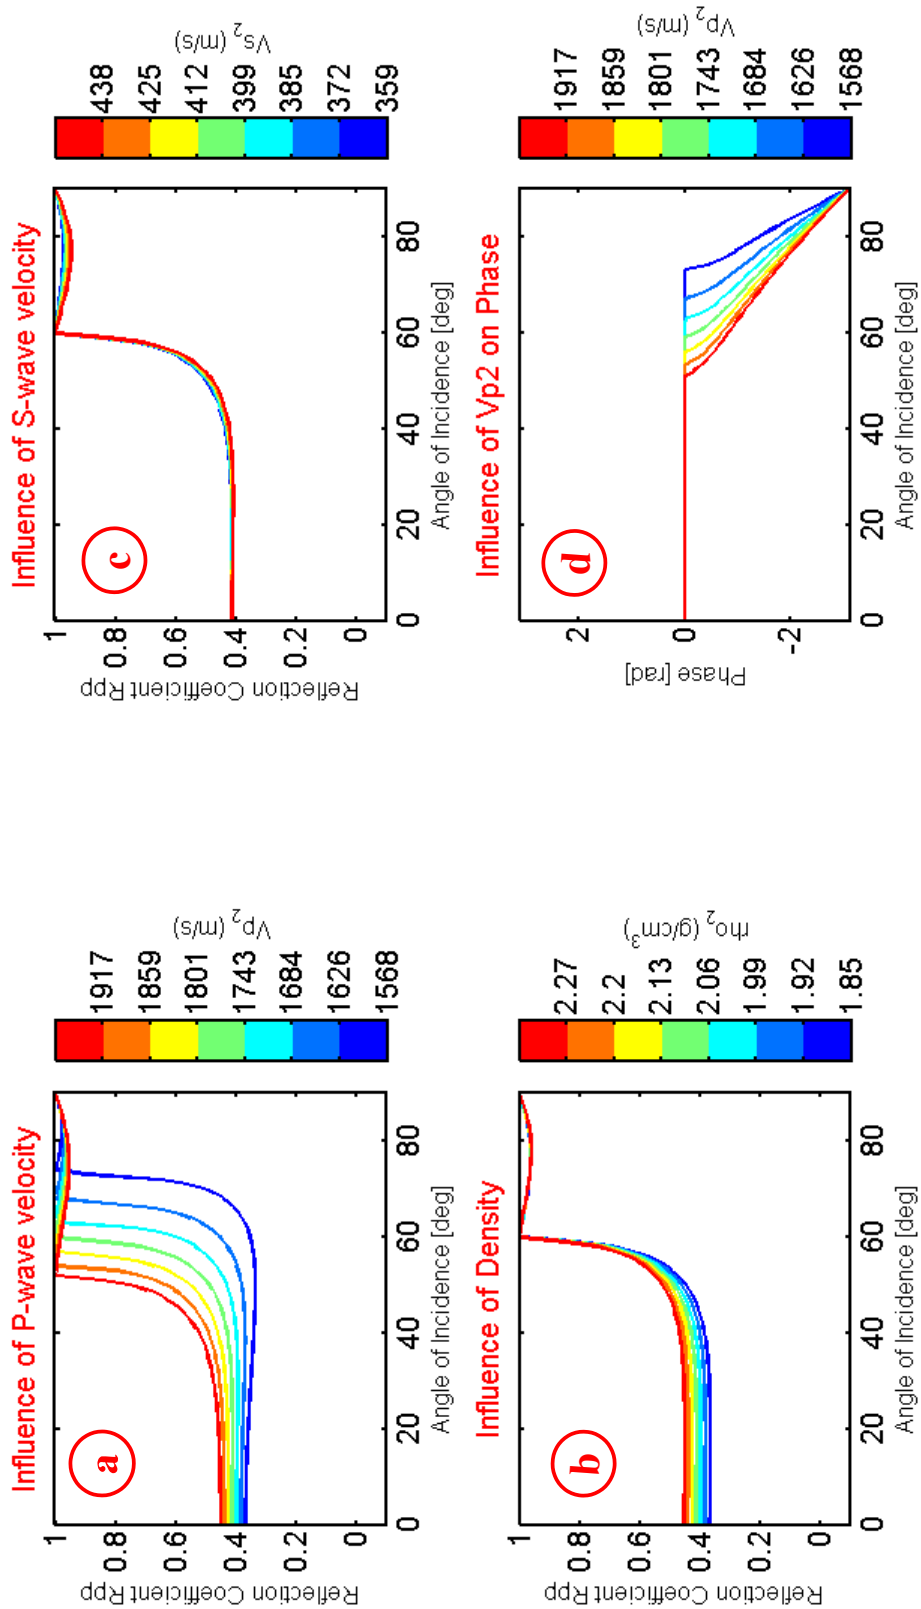 Influence of P-wave velocity
a
1
0.8
0.6
0.4
0.2
0
Reflection Coefficient Rpp
0 20 40 60 80
Angle of Incidence [deg]
1917
1859
1801
1743
1684
1626
1568
Vp2 (m/s)
Influence of S-wave velocity
c
1
0.8
0.6
0.4
0.2
0
Reflection Coefficient Rpp
0 20 40 60 80
Angle of Incidence [deg]
438
425
412
399
385
372
359
Vs2 (m/s)
Influence of Density
b
1
0.8
0.6
0.4
0.2
0
Reflection Coefficient Rpp
0 20 40 60 80
Angle of Incidence [deg]
2.27
2.2
2.13
2.06
1.99
1.92
1.85
rho2 (g/cm3)
Influence of Vp2 on Phase
d
2
0
-2
Phase [rad]
0 20 40 60 80
Angle of Incidence [deg]
1917
1859
1801
1743
1684
1626
1568
Vp2 (m/s)